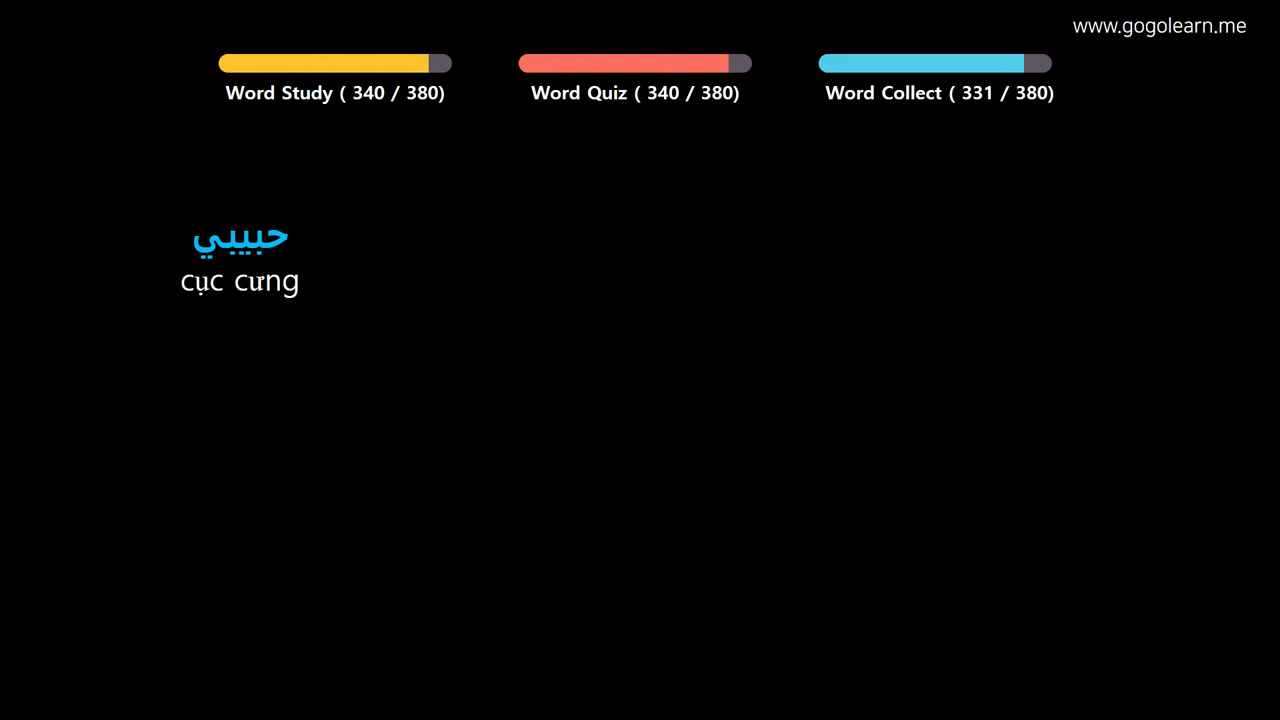 www.gogolearn.me
Word Study ( 340 / 380)
Word Quiz ( 340 / 380)
Word Collect ( 331 / 380)
حبيبي
cục cưng